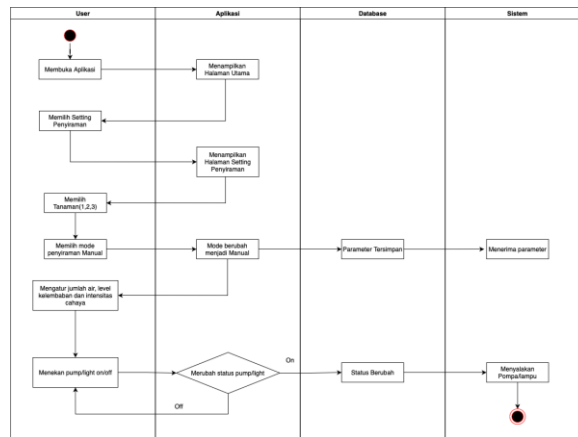 User
Aplikasi
Database
Sistem
Membuka Aplikasi
Menampilkan
Halaman Utama
Memilih Setting
Penyiraman
Menampilkan
Halaman Setting
Penyiraman
Memilih
Tanaman(1,2,3)
Memilih mode
penyiraman Manual
Mode berubah
menjadi Manual
Parameter Tersimpan
Menerima parameter
Mengatur jumlah air, level
kelembaban dan intensitas
cahaya
Menekan pump/light on/off
Merubah status pump/light
On
Off
Status Berubah
Menyalakan
Pompa/lampu